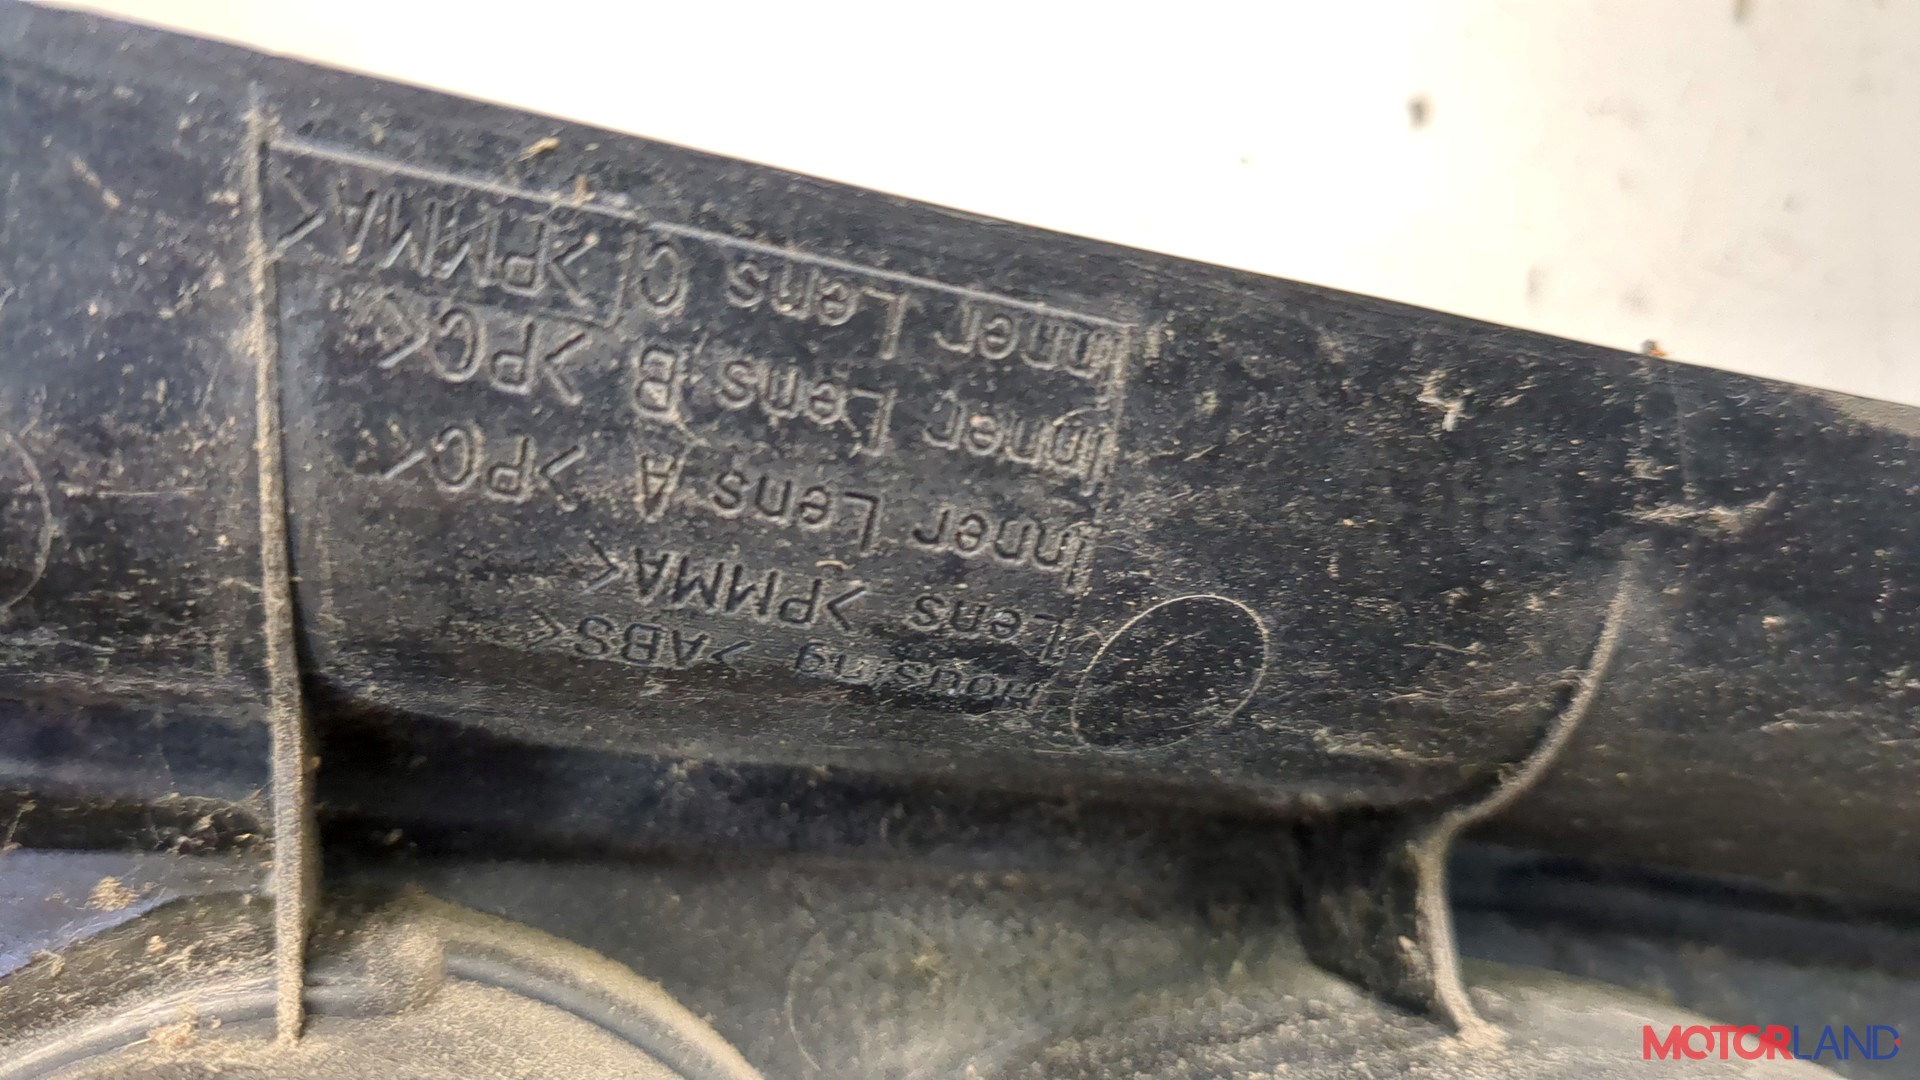 Housing >ABS<
Lens >PMMA<
Inner Lens A >PC<
Inner Lens B >PC<
Inner Lens C >PMMA<
MOTORLAND